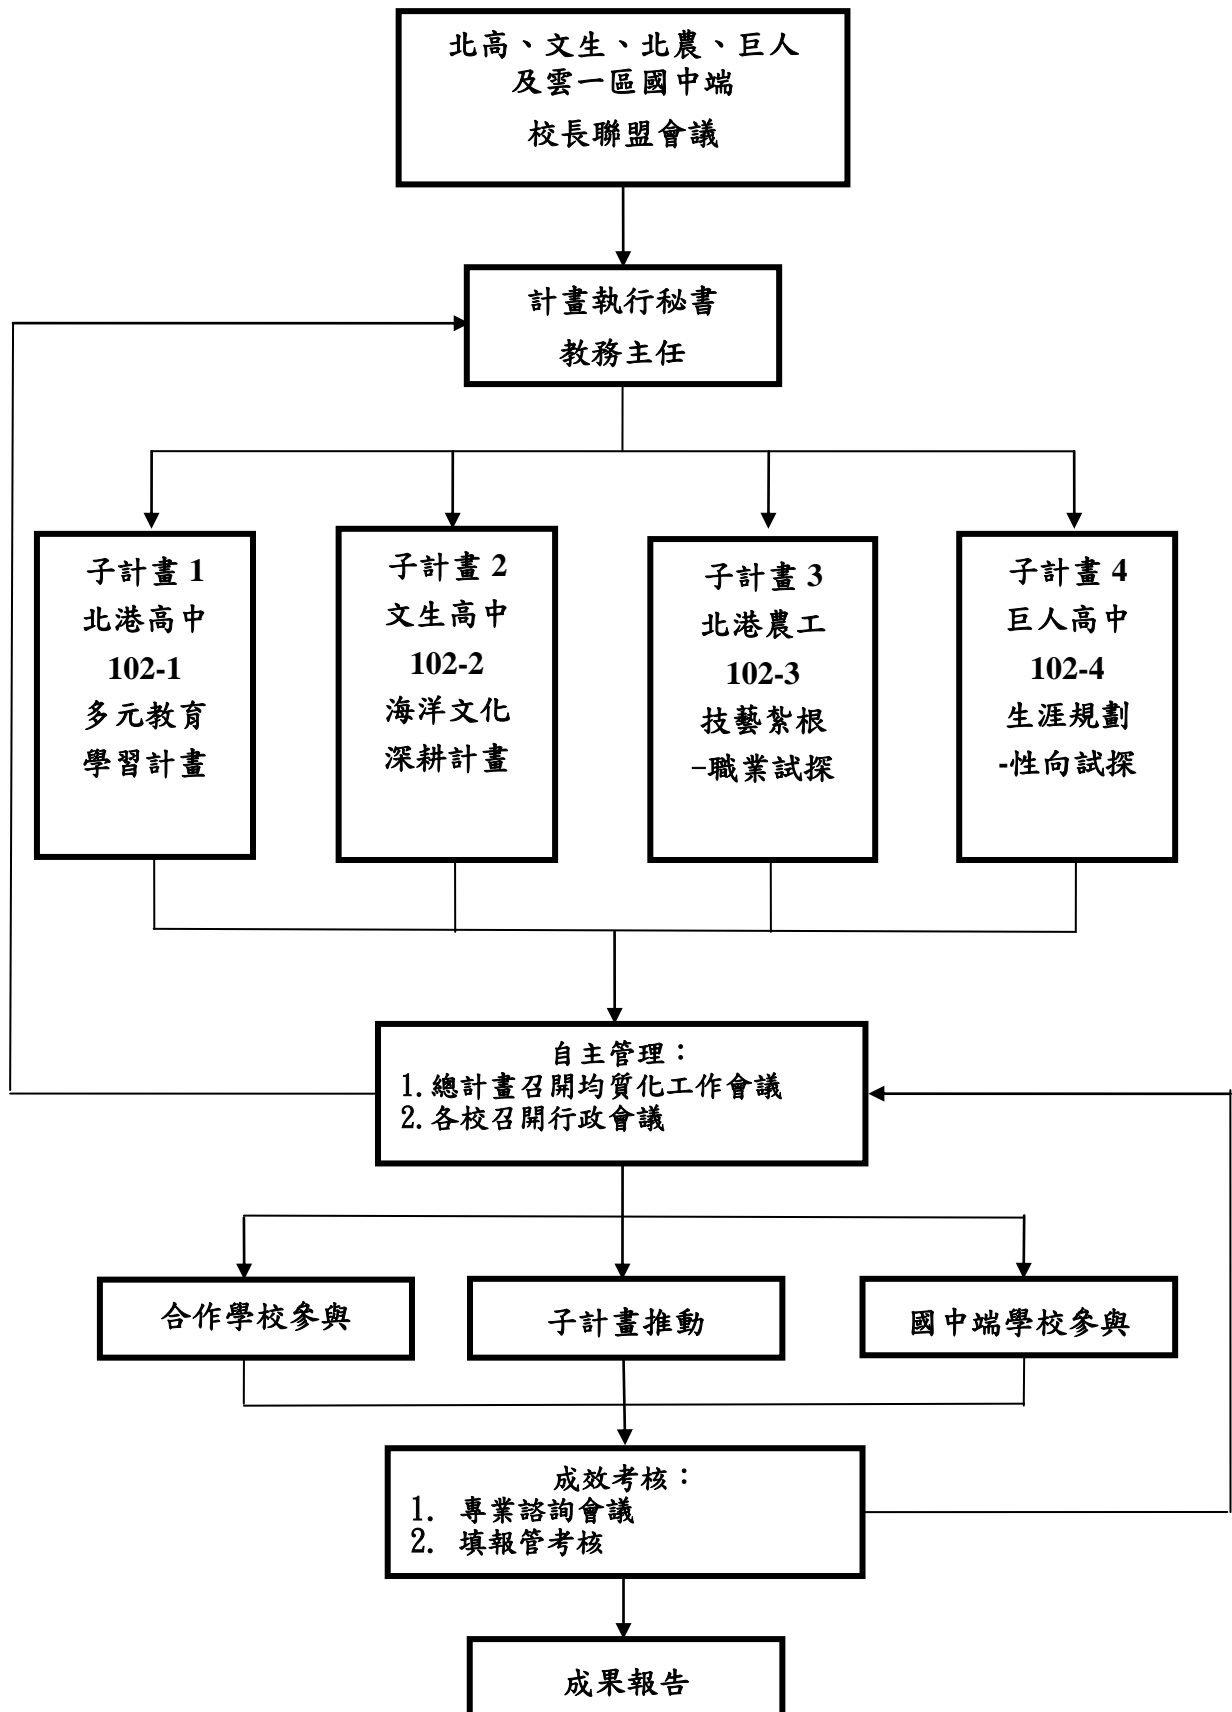 北高、文生、北農、巨人
及雲一區國中端
校長聯盟會議
計畫執行秘書
教務主任
子計畫 1
北港高中
102-1
多元教育
學習計畫
子計畫 2
文生高中
102-2
海洋文化
深耕計畫
子計畫 3
北港農工
102-3
技藝紮根
–職業試探
子計畫 4
巨人高中
102-4
生涯規劃
-性向試探
自主管理：
1.總計畫召開均質化工作會議
2.各校召開行政會議
合作學校參與
子計畫推動
國中端學校參與
成效考核：
1. 專業諮詢會議
2. 填報管考核
成果報告